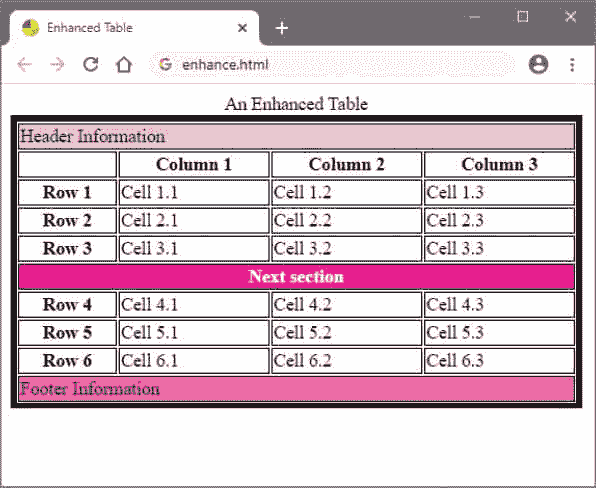 Enhanced Table
enhance.html
An Enhanced Table
Header Information
Column 1 Column 2 Column 3
Row 1 Cell 1.1 Cell 1.2 Cell 1.3
Row 2 Cell 2.1 Cell 2.2 Cell 2.3
Row 3 Cell 3.1 Cell 3.2 Cell 3.3
Next section
Row 4 Cell 4.1 Cell 4.2 Cell 4.3
Row 5 Cell 5.1 Cell 5.2 Cell 5.3
Row 6 Cell 6.1 Cell 6.2 Cell 6.3
Footer Information